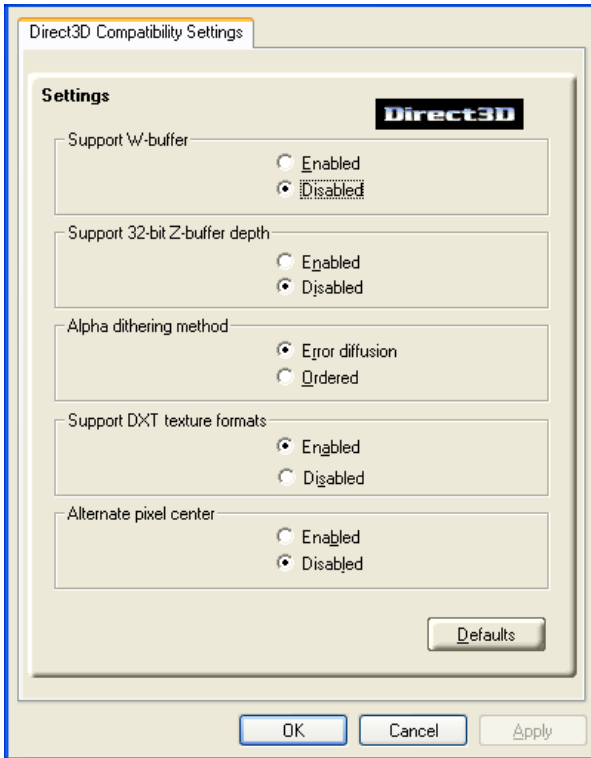 Direct3D Compatibility Settings
Settings
Direct3D
Support W-buffer
Enabled
Disabled
Support 32-bit Z-buffer depth
Enabled
Disabled
Alpha dithering method
Error diffusion
Ordered
Support DXT texture formats
Enabled
Disabled
Alternate pixel center
Enabled
Disabled
Defaults
OK Cancel Apply